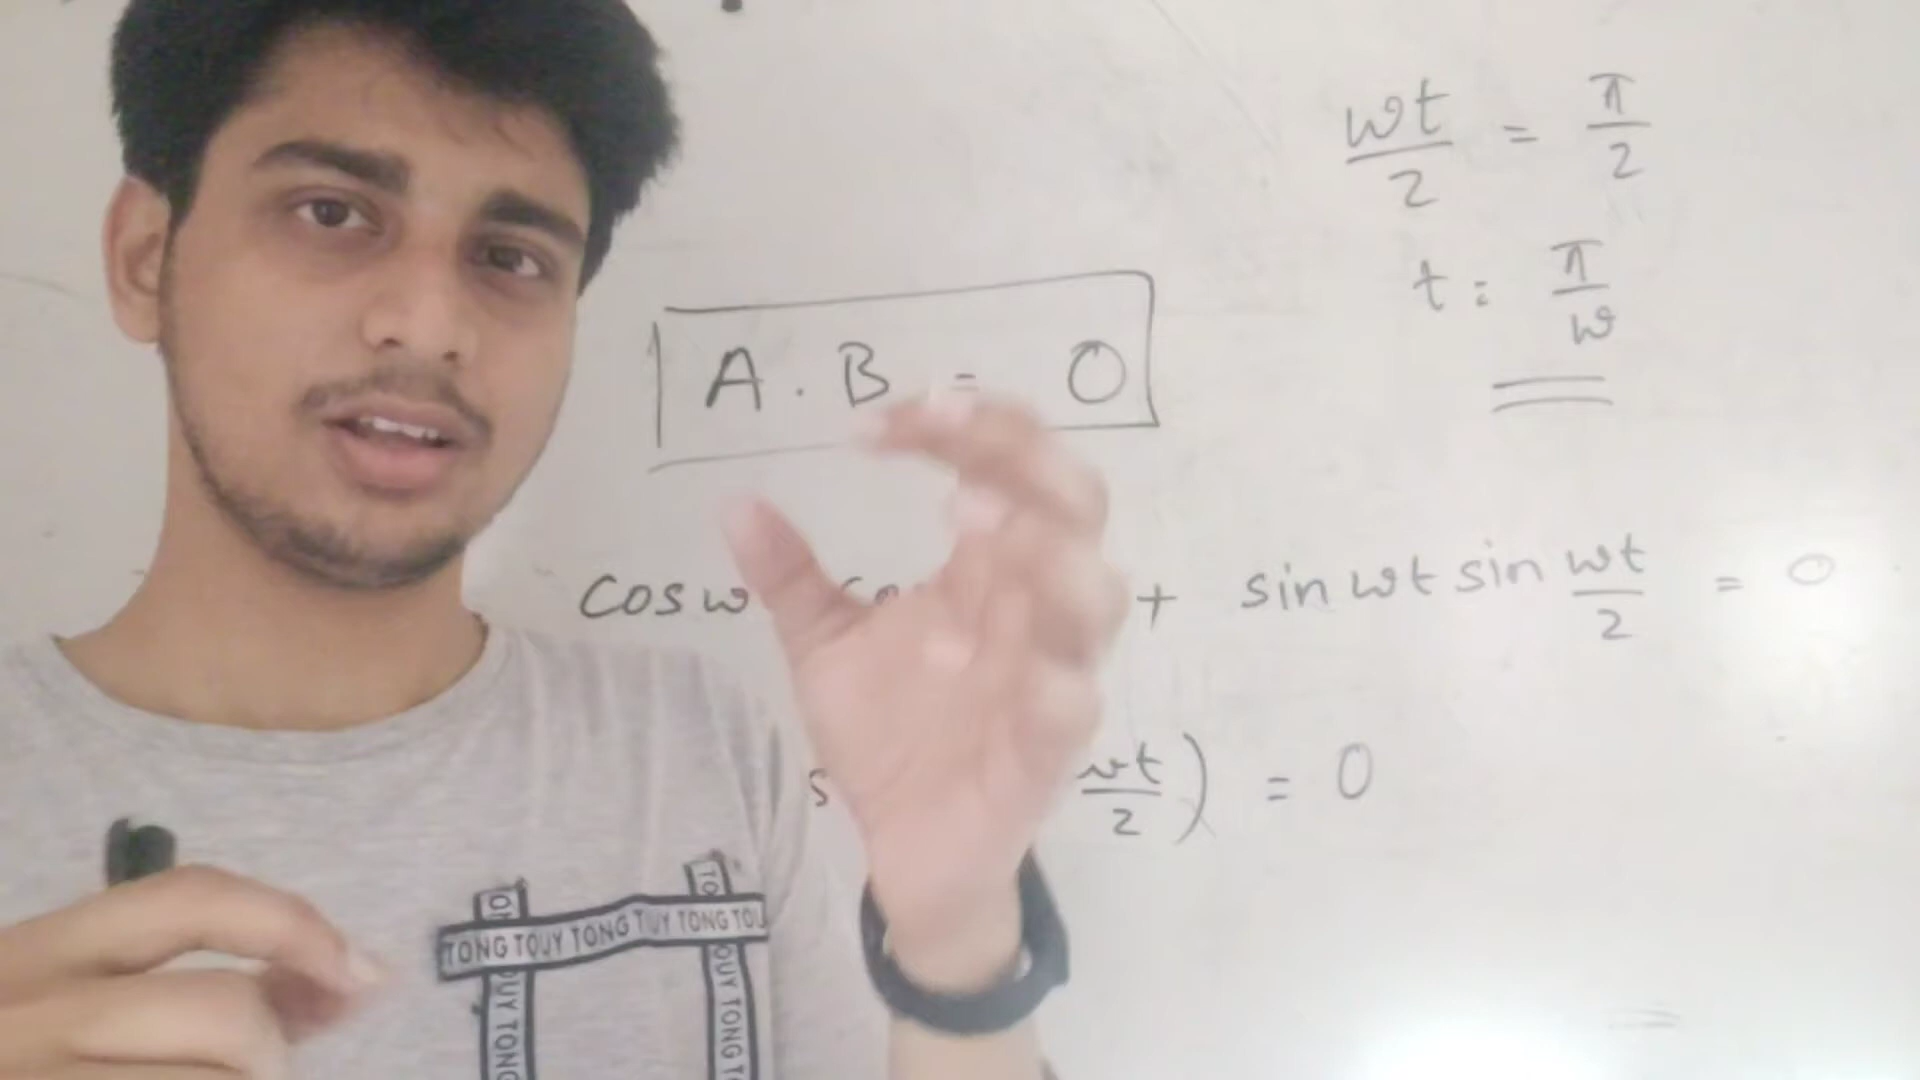 ωt/2 = π/2
t = π/ω
A . B = 0
cos ω + sin ωt sin ωt/2 = 0
ωt/2 ) = 0
TONG TOUY TONG TUY TONG TOU